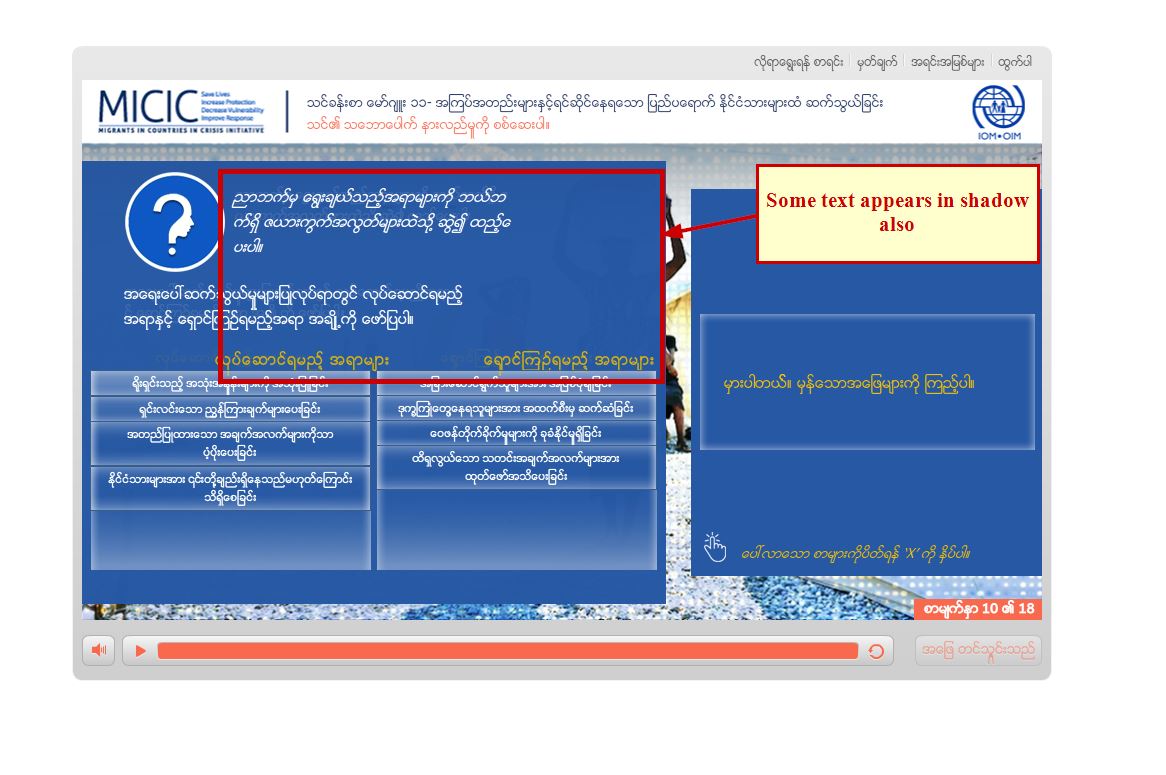 လိုရာရွေးရန် စာရင်း
မှတ်ချက်
အရင်းအမြစ်များ
ထွက်ပါ
MICIC
Save Lives
Increase Protection
Decrease Vulnerability
Improve Response
MIGRANTS IN COUNTRIES IN CRISIS INITIATIVE
သင်ခန်းစာ မော်ဂျူး ၁၁- အကြပ်အတည်းများနှင့်ရင်ဆိုင်နေရသော ပြည်ပရောက် နိုင်ငံသားများထံ ဆက်သွယ်ခြင်း
သင်၏ သဘောပေါက် နားလည်မှုကို စစ်ဆေးပါ။
IOM•OIM
ညာဘက်မှ ရွေးချယ်သည့်အရာများကို ဘယ်ဘ
က်ရှိ ဇယားကွက်အလွတ်များထဲသို့ ဆွဲ၍ ထည့်ေ
ပးပါ။
အရေးပေါ်ဆက်သွယ်မှုများပြုလုပ်ရာတွင် လုပ်ဆောင်ရမည့်
အရာနှင့် ရှောင်ကြဉ်ရမည့်အရာ အချို့ကို ဖော်ပြပါ။
လုပ်ဆောင်ရမည့် အရာများ
ရှောင်ကြဉ်ရမည့် အရာများ
ရိုးရှင်းသည့် အသုံးအနှုန်းများကို အသုံးပြုခြင်း
ရှင်းလင်းသော ညွှန်ကြားချက်များပေးခြင်း
အတည်ပြုထားသော အချက်အလက်များကိုသာ
ပံ့ပိုးပေးခြင်း
နိုင်ငံသားများအား ၎င်းတို့ချည်းရှိနေသည်မဟုတ်ကြောင်း
သိရှိစေခြင်း
ဒုက္ခကြုံတွေ့နေရသူများအား အထက်စီးမှ ဆက်ဆံခြင်း
ဝေဖန်တိုက်ခိုက်မှုများကို ခုခံနိုင်မှုရှိခြင်း
ထိရှလွယ်သော သတင်းအချက်အလက်များအား
ထုတ်ဖော်အသိပေးခြင်း
Some text appears in shadow
also
မှားပါတယ်။ မှန်သောအဖြေများကို ကြည့်ပါ။
ပေါ်လာသော စာများကိုပိတ်ရန် 'X' ကို နှိပ်ပါ။
စာမျက်နှာ 10 ၏ 18
အဖြေ တင်သွင်းသည်